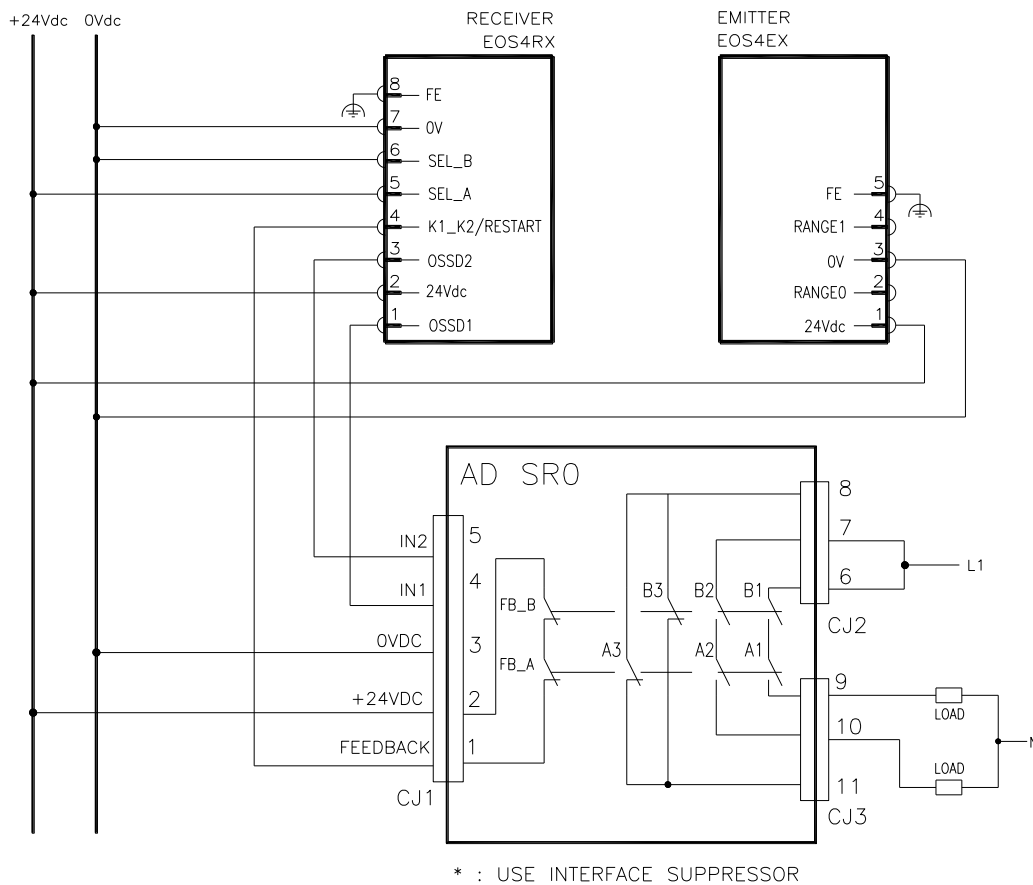 +24Vdc 0Vdc
RECEIVER
EOS4RX
EMITTER
EOS4EX
8 FE
7 0V
6 SEL_B
5 SEL_A
4 K1_K2/RESTART
3 OSSD2
2 24Vdc
1 OSSD1
FE 5
RANGE1 4
0V 3
RANGE0 2
24Vdc 1
AD SR0
IN2 5
IN1 4
0VDC 3
+24VDC 2
FEEDBACK 1
CJ1
FB_B
FB_A
B3 B2 B1
A3 A2 A1
8
7
6
L1
CJ2
9
10
11
CJ3
LOAD
LOAD
N
* : USE INTERFACE SUPPRESSOR